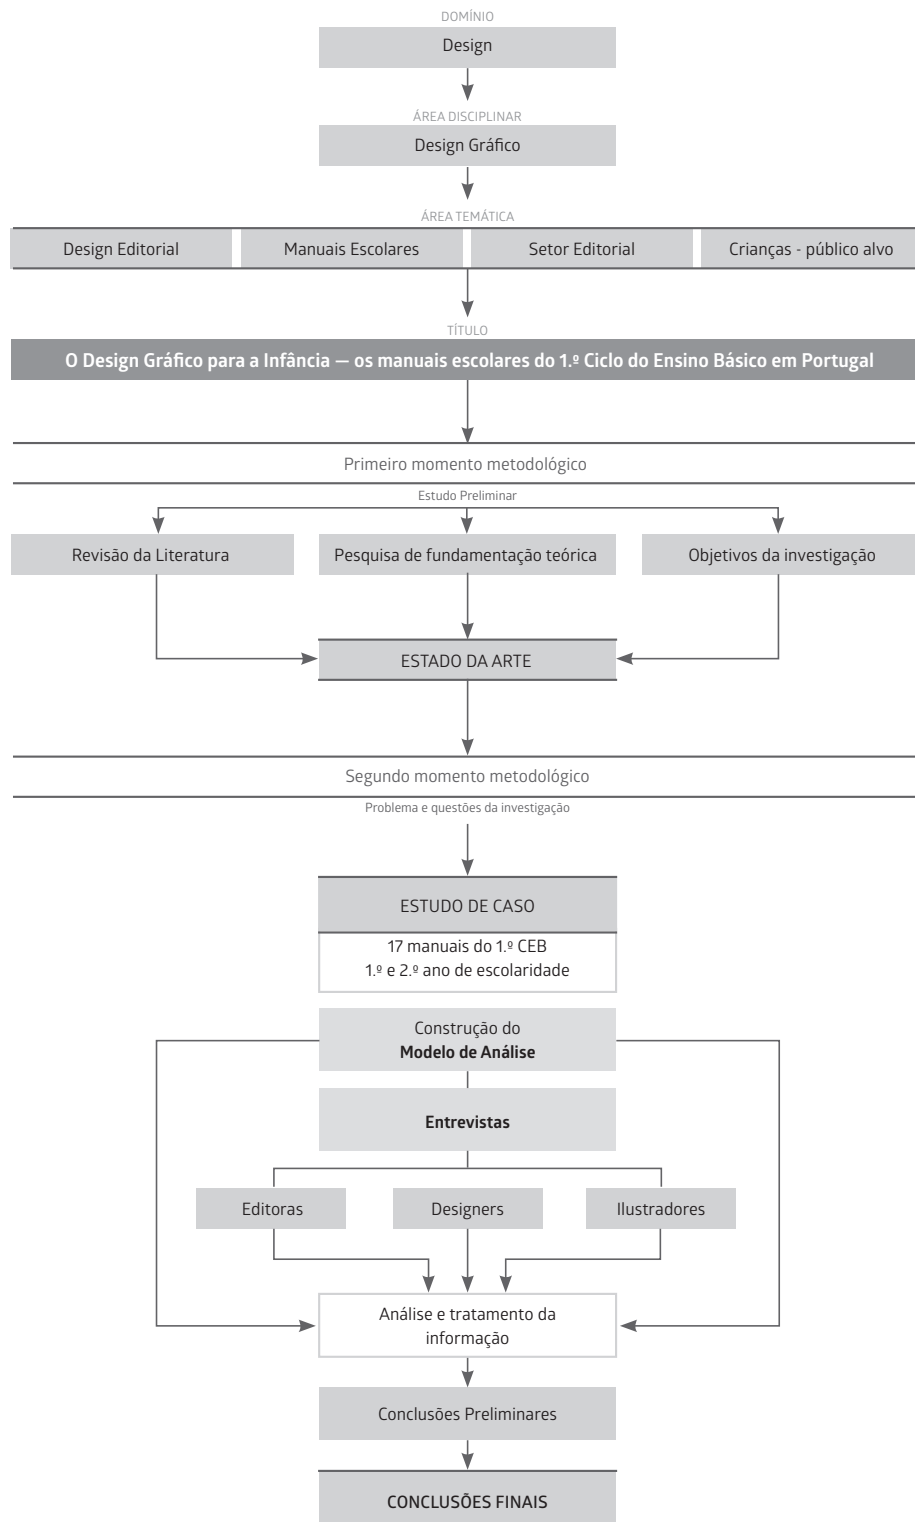 DOMÍNIO
Design
ÁREA DISCIPLINAR
Design Gráfico
ÁREA TEMÁTICA
Design Editorial
Manuais Escolares
Setor Editorial
Crianças - público alvo
TÍTULO
O Design Gráfico para a Infância — os manuais escolares do 1.º Ciclo do Ensino Básico em Portugal
Primeiro momento metodológico
Estudo Preliminar
Revisão da Literatura
Pesquisa de fundamentação teórica
Objetivos da investigação
ESTADO DA ARTE
Segundo momento metodológico
Problema e questões da investigação
ESTUDO DE CASO
17 manuais do 1.º CEB
1.º e 2.º ano de escolaridade
Construção do
Modelo de Análise
Entrevistas
Editoras
Designers
Ilustradores
Análise e tratamento da
informação
Conclusões Preliminares
CONCLUSÕES FINAIS